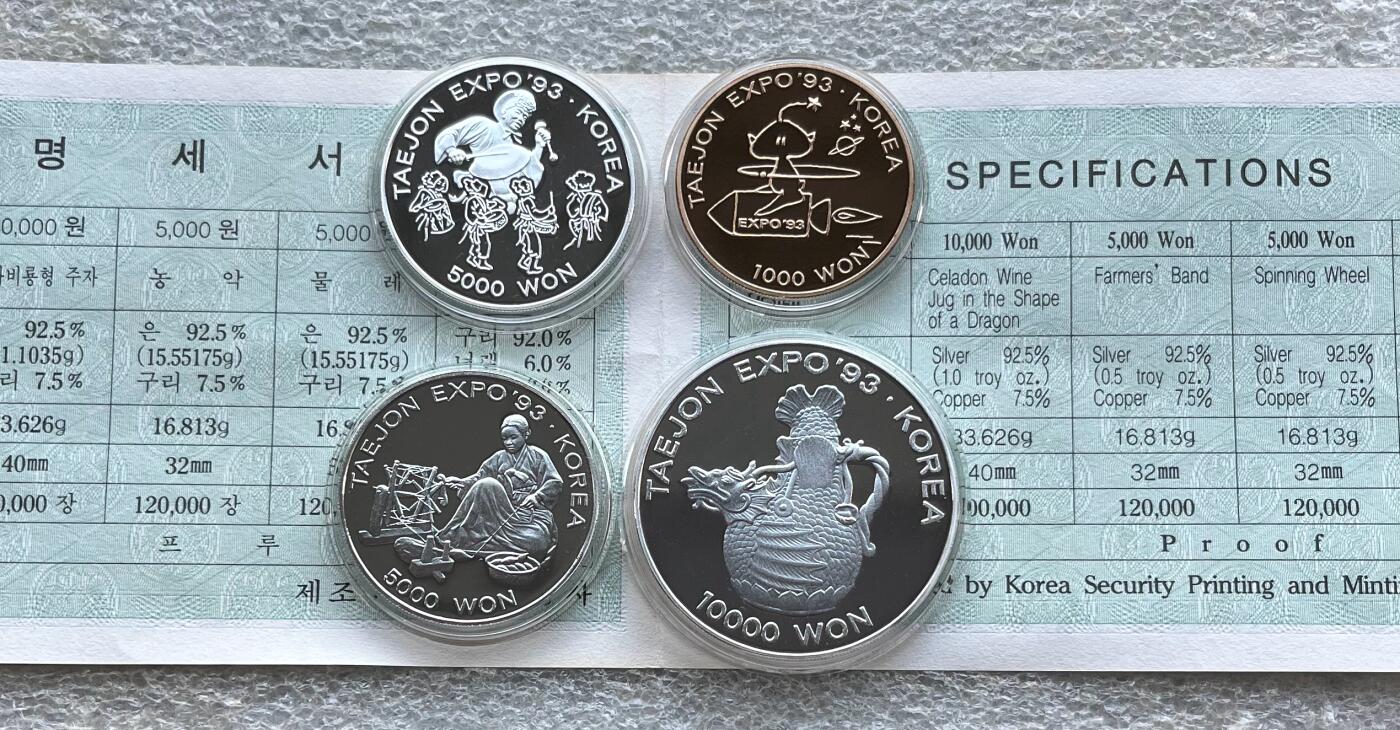 명 세 서
0,000 원 5,000 원 5,000
비룡형 주자 농 악 물 레
92.5% 은 92.5% 은 92.5% 구리 92.0%
1.1035g) (15.55175g) (15.55175g) 6.0%
리 7.5% 구리 7.5% 구리 7.5%
3.626g 16.813g 16.
40mm 32mm
,000 장 120,000 장 120,
프 루
제조
TAEJON EXPO'93 · KOREA
5000 WON
TAEJON EXPO'93 · KOREA
EXPO'93
1000 WON
TAEJON EXPO'93 · KOREA
5000 WON
TAEJON EXPO'93 · KOREA
10000 WON
SPECIFICATIONS
10,000 Won 5,000 Won 5,000 Won
Celadon Wine Farmers' Band Spinning Wheel
Jug in the Shape
of a Dragon
Silver 92.5% Silver 92.5% Silver 92.5%
(1.0 troy oz.) (0.5 troy oz.) (0.5 troy oz.)
Copper 7.5% Copper 7.5% Copper 7.5%
33.626g 16.813g 16.813g
40mm 32mm 32mm
00,000 120,000 120,000
Proof
by Korea Security Printing and Minti